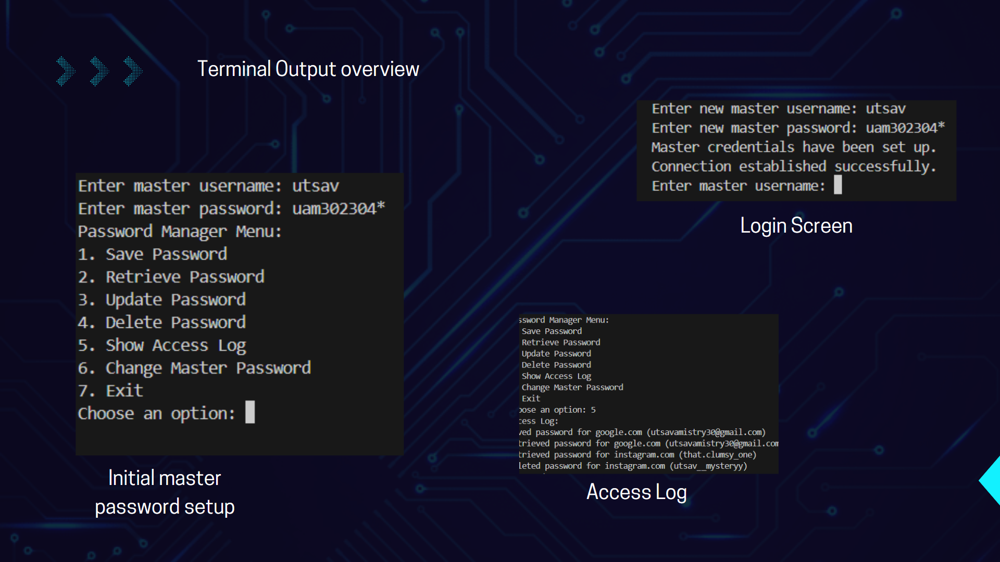 Terminal Output overview
Enter new master username: utsav
Enter new master password: uam302304*
Master credentials have been set up.
Connection established successfully.
Enter master username:
Login Screen
Enter master username: utsav
Enter master password: uam302304*
Password Manager Menu:
1. Save Password
2. Retrieve Password
3. Update Password
4. Delete Password
5. Show Access Log
6. Change Master Password
7. Exit
Choose an option:
Initial master
password setup
ssword Manager Menu:
Save Password
Retrieve Password
Update Password
Delete Password
Show Access Log
Change Master Password
Exit
oose an option: 5
cess Log:
ved password for google.com (utsavamistry30@gmail.com)
trieved password for google.com (utsavamistry30@gmail.com
trieved password for instagram.com (that.clumsy_one)
leted password for instagram.com (utsav__mysteryy)
Access Log